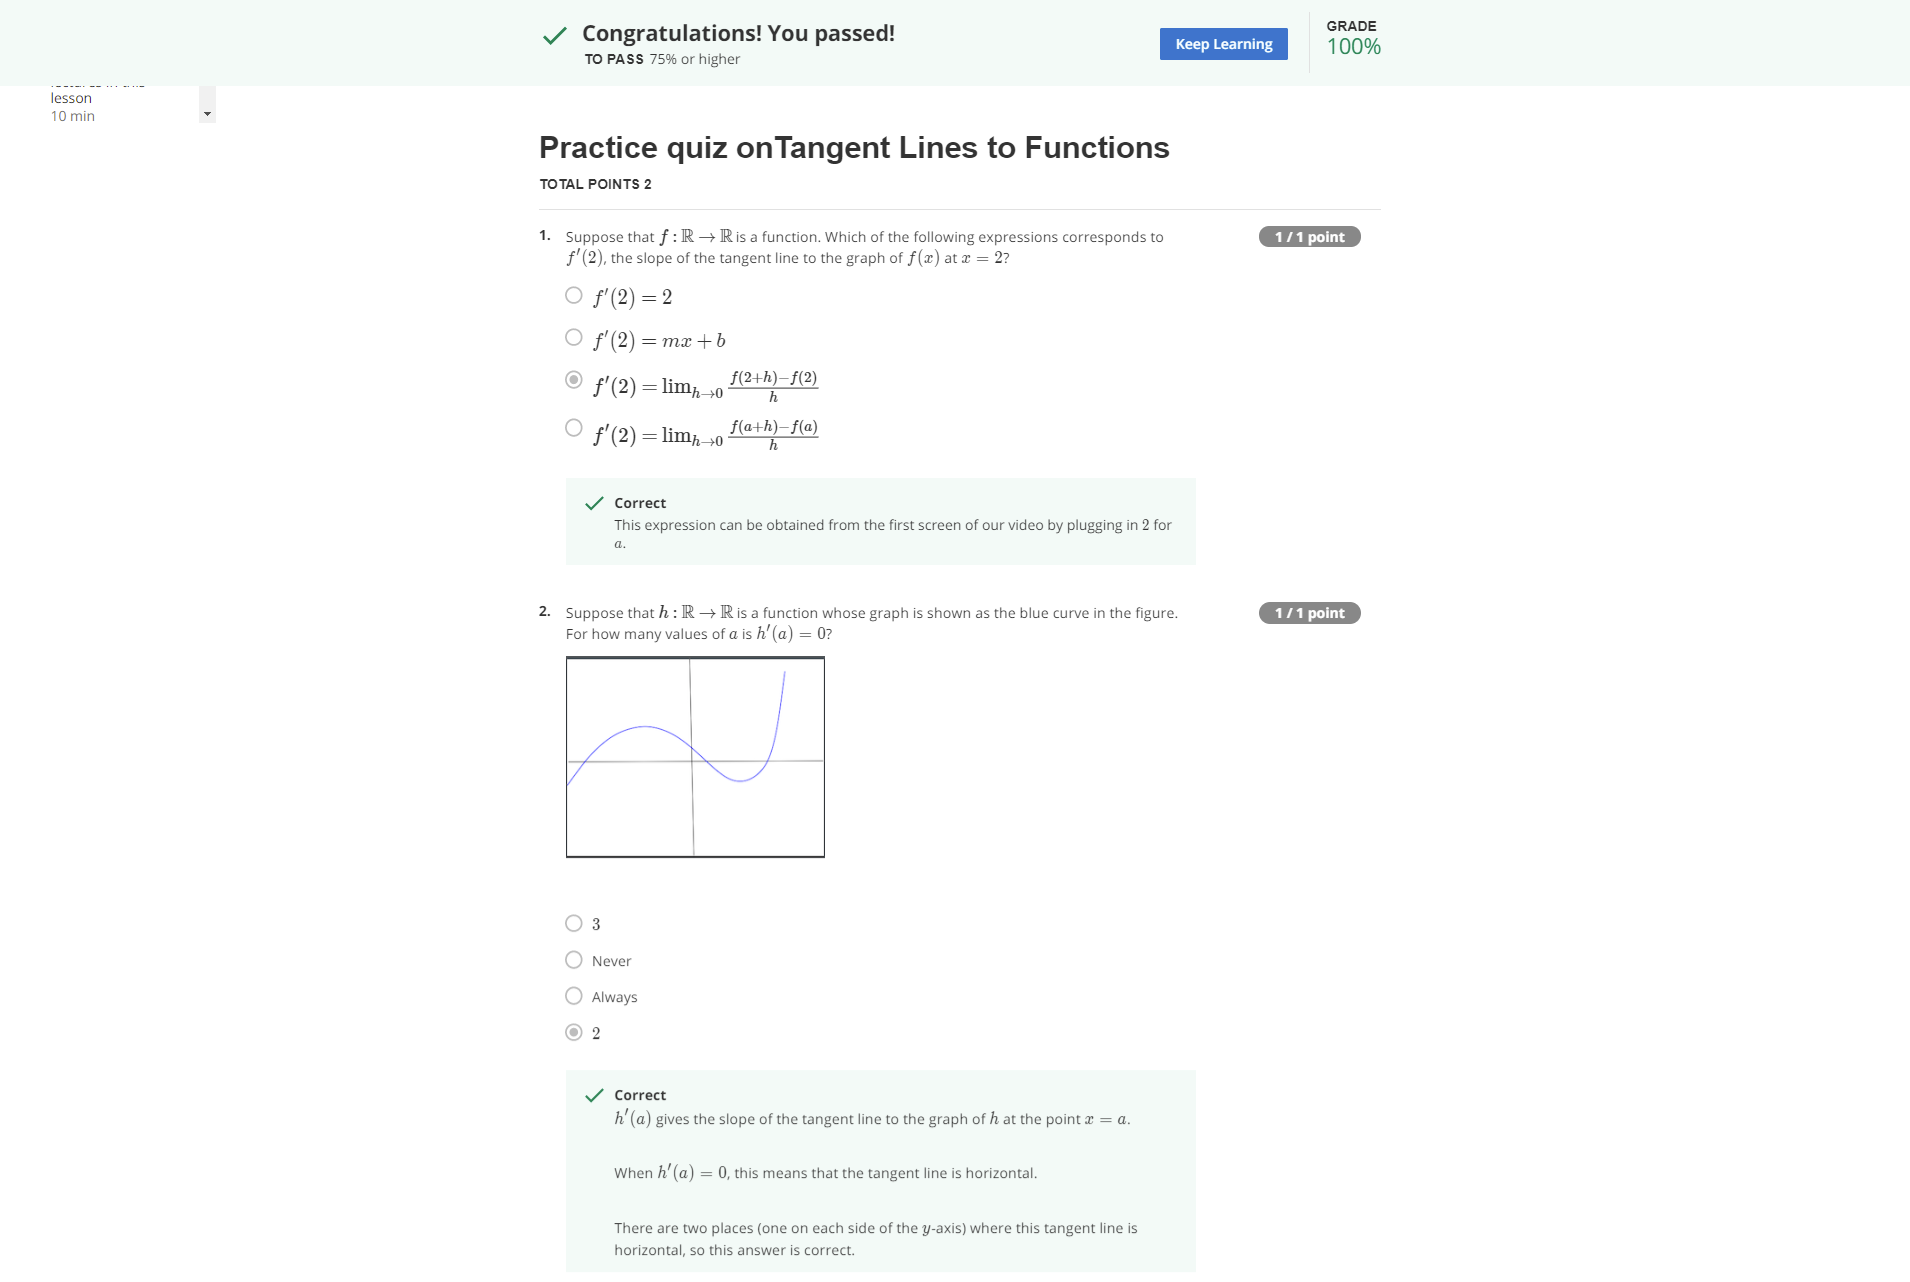 Congratulations! You passed!
TO PASS 75% or higher
Keep Learning
GRADE
100%
lesson
10 min
Practice quiz onTangent Lines to Functions
TOTAL POINTS 2
1. Suppose that f : ℝ → ℝ is a function. Which of the following expressions corresponds to
f′(2), the slope of the tangent line to the graph of f(x) at x = 2?
1 / 1 point
f′(2) = 2
f′(2) = mx + b
f′(2) = lim_{h→0} \frac{f(2+h)−f(2)}{h}
f′(2) = lim_{h→0} \frac{f(a+h)−f(a)}{h}
Correct
This expression can be obtained from the first screen of our video by plugging in 2 for
a.
2. Suppose that h : ℝ → ℝ is a function whose graph is shown as the blue curve in the figure.
For how many values of a is h′(a) = 0?
1 / 1 point
3
Never
Always
2
Correct
h′(a) gives the slope of the tangent line to the graph of h at the point x = a.
When h′(a) = 0, this means that the tangent line is horizontal.
There are two places (one on each side of the y-axis) where this tangent line is
horizontal, so this answer is correct.